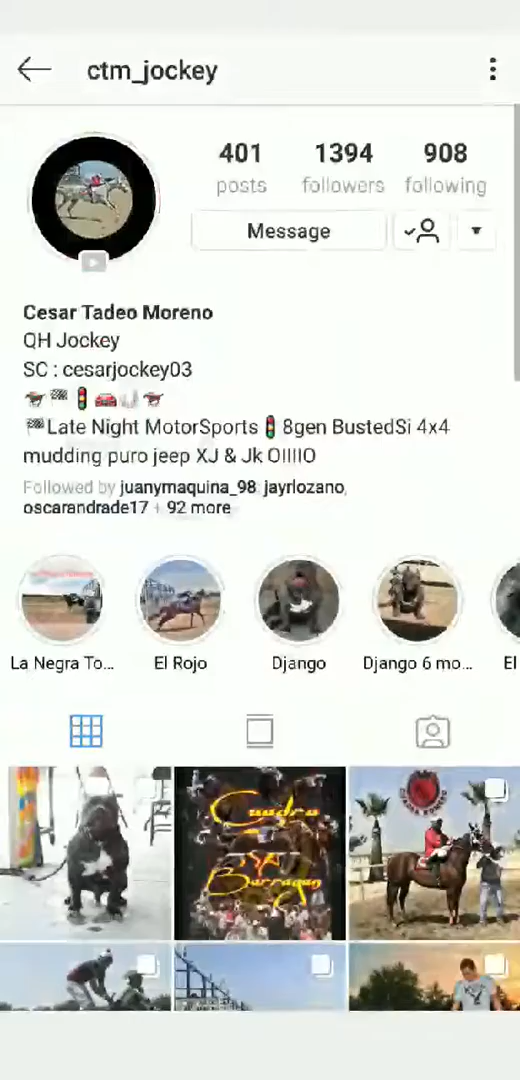 ctm_jockey
401 1394 908
posts followers following
Message
Cesar Tadeo Moreno
QH Jockey
SC : cesarjockey03
🏇🏁🚦🚘🏇
🏁Late Night MotorSports🚦8gen BustedSi 4x4
mudding puro jeep XJ & Jk OIIIIO
Followed by juanymaquina_98, jayrlozano,
oscarandrade17 + 92 more
La Negra To... El Rojo Django Django 6 mo... El
Cuadra
Barragan